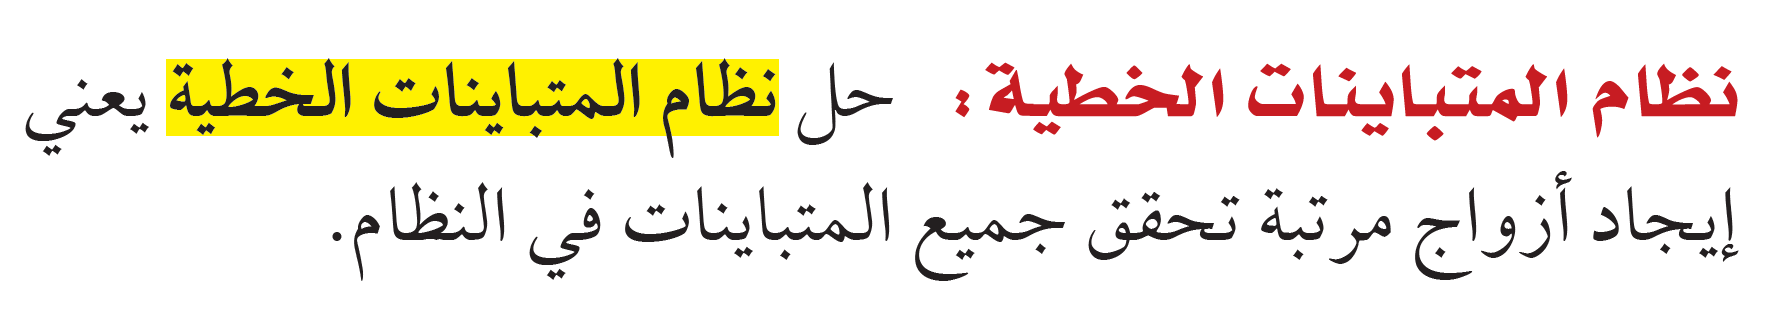 نظام المتباينات الخطية: حل نظام المتباينات الخطية يعني
إيجاد أزواج مرتبة تحقق جميع المتباينات في النظام.